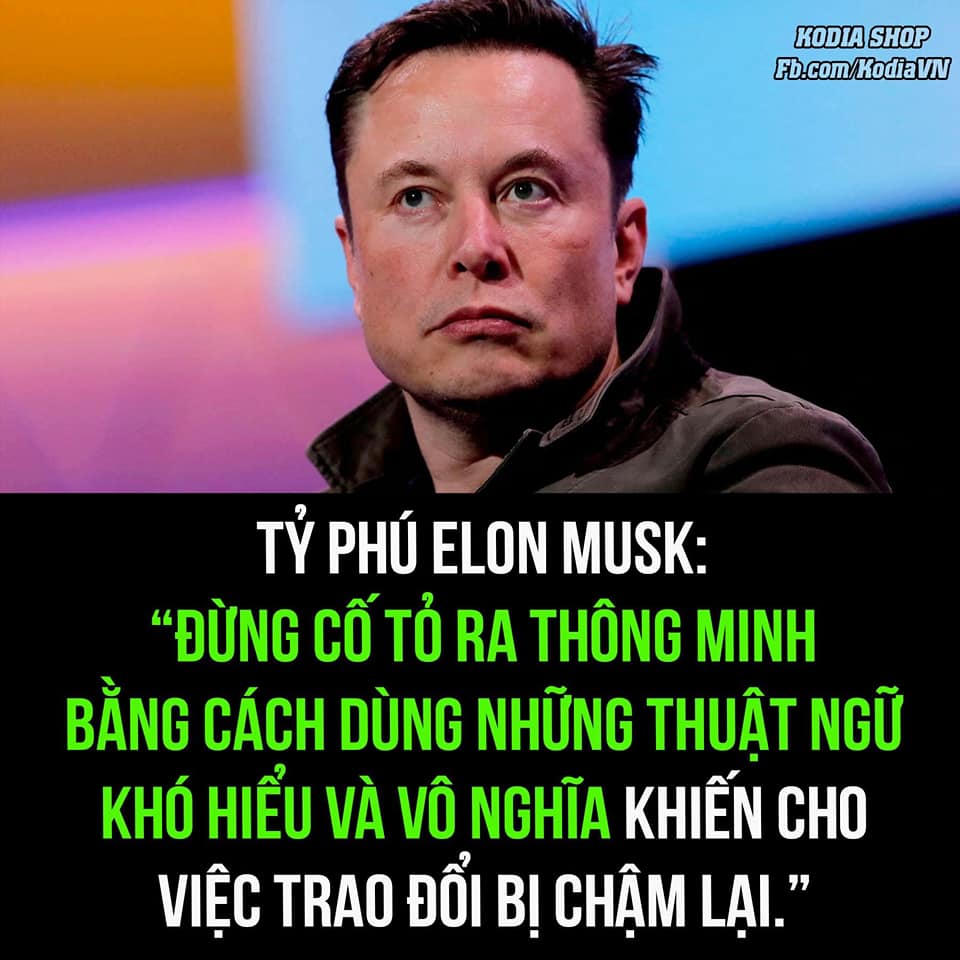 KODIA SHOP
Fb.com/KodiaVN
TỶ PHÚ ELON MUSK:
“ĐỪNG CỐ TỎ RA THÔNG MINH
BẰNG CÁCH DÙNG NHỮNG THUẬT NGỮ
KHÓ HIỂU VÀ VÔ NGHĨA KHIẾN CHO
VIỆC TRAO ĐỔI BỊ CHẬM LẠI.”